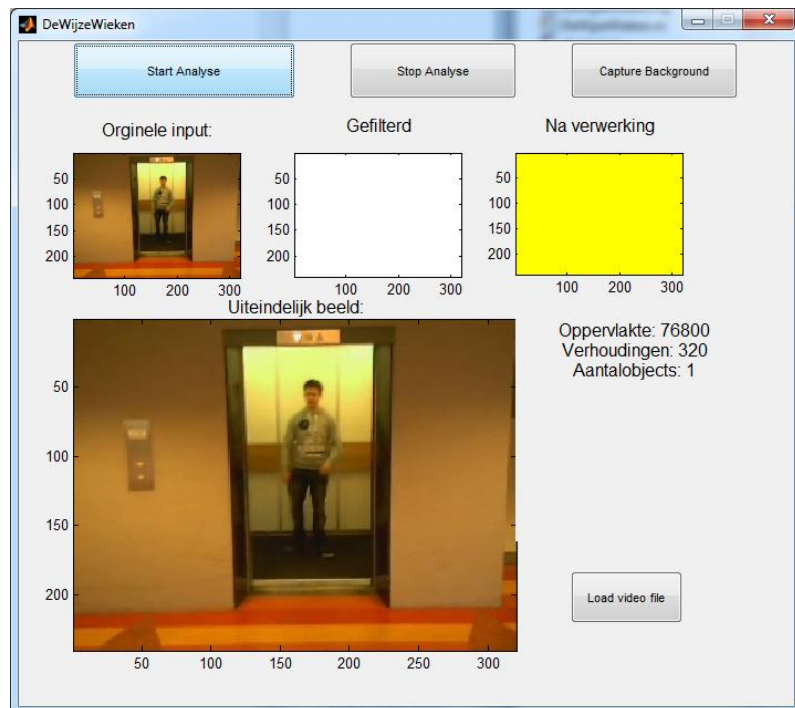 DeWijzeWieken
Start Analyse
Stop Analyse
Capture Background
Orginele input:
Gefilterd
Na verwerking
50
100
150
200
100 200 300
50
100
150
200
100 200 300
50
100
150
200
100 200 300
Uiteindelijk beeld:
50
100
150
200
50 100 150 200 250 300
Oppervlakte: 76800
Verhoudingen: 320
Aantalobjects: 1
Load video file